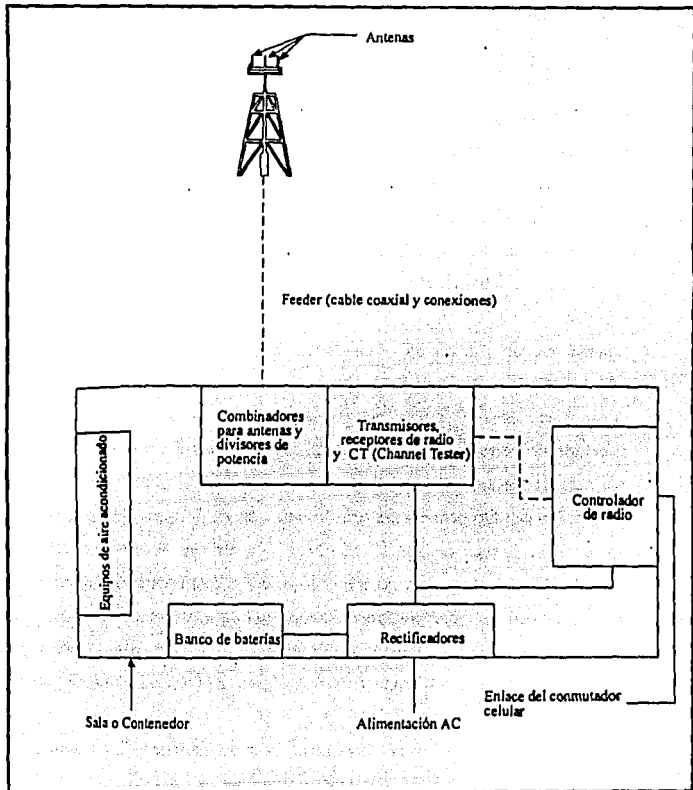 Antenas
Feeder (cable coaxial y conexiones)
Combinadores
para antenas y
divisores de
potencia
Transmisores,
receptores de radio
y CT (Channel Tester)
Controlador
de radio
Equipos de aire acondicionado
Banco de baterías
Rectificadores
Sala o Contenedor
Alimentación AC
Enlace del conmutador
celular